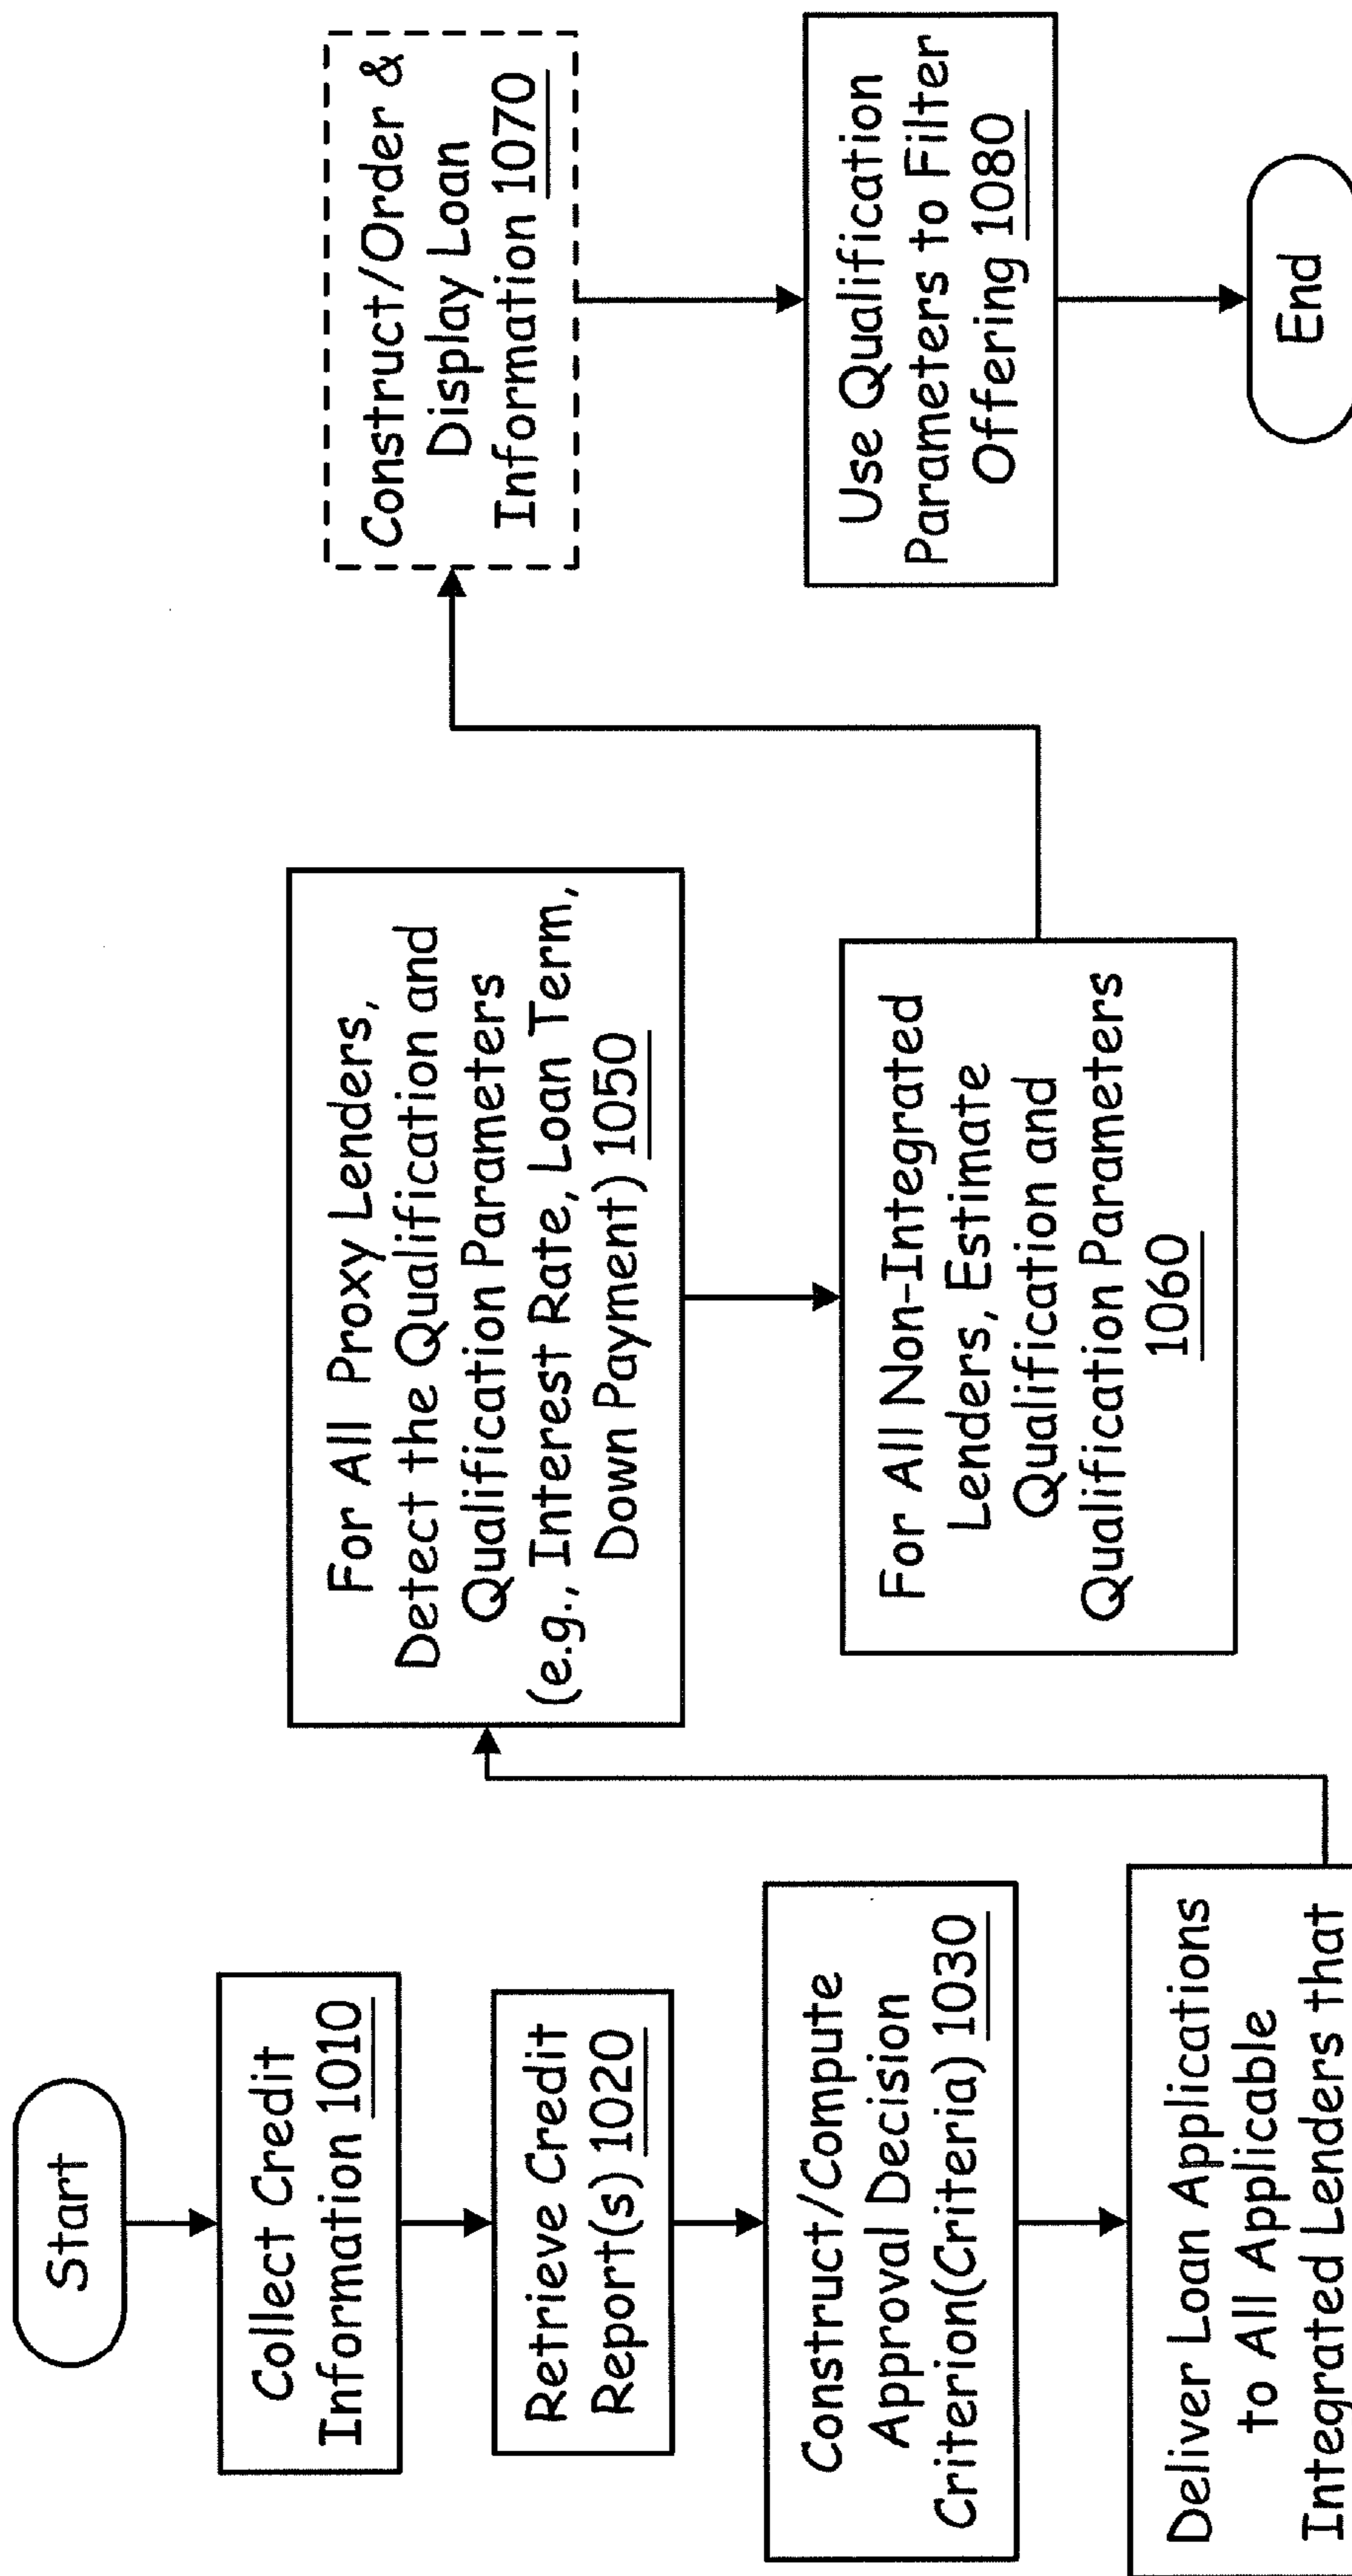 Start
Collect Credit
Information 1010
Retrieve Credit
Report(s) 1020
Construct/Compute
Approval Decision
Criterion(Criteria) 1030
Deliver Loan Applications
to All Applicable
Integrated Lenders that
For All Proxy Lenders,
Detect the Qualification and
Qualification Parameters
(e.g., Interest Rate, Loan Term,
Down Payment) 1050
For All Non-Integrated
Lenders, Estimate
Qualification and
Qualification Parameters
1060
Construct/Order &
Display Loan
Information 1070
Use Qualification
Parameters to Filter
Offering 1080
End